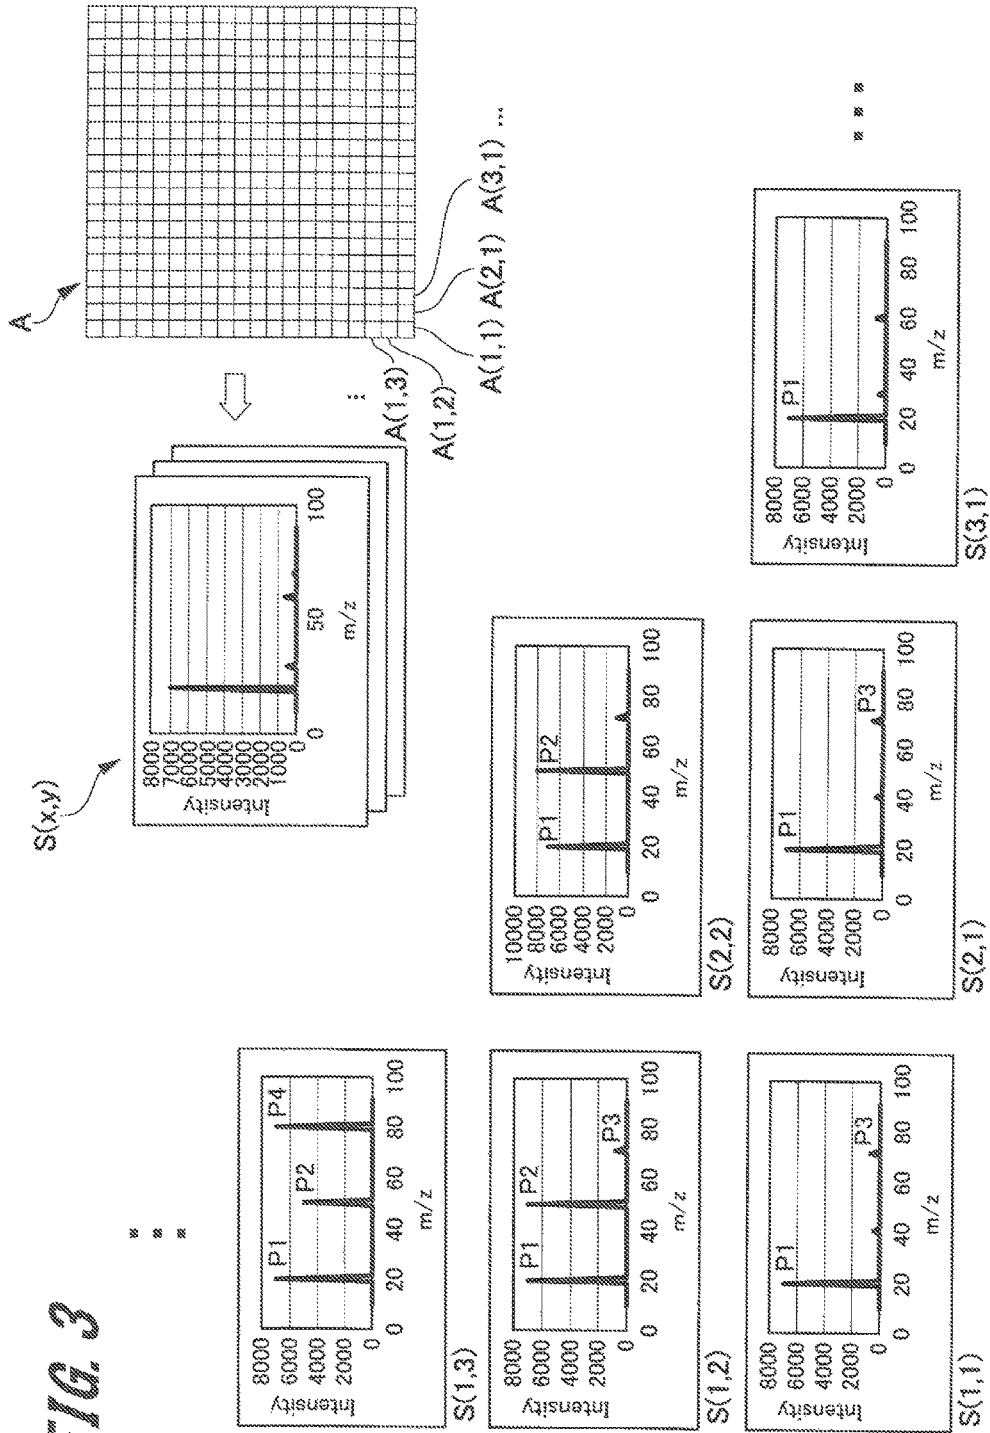 FIG. 3
A
A(1,3)
A(1,2)
A(1,1) A(2,1) A(3,1) ...
...
S(x,y)
8000
7000
6000
5000
4000
3000
2000
1000
0
Intensity
0 50 100
m/z
...
S(1,3)
8000
6000
4000
2000
0
Intensity
P1 P2 P4
0 20 40 60 80 100
m/z
S(1,2)
8000
6000
4000
2000
0
Intensity
P1 P2 P3
0 20 40 60 80 100
m/z
S(2,2)
10000
8000
6000
4000
2000
0
Intensity
P1 P2
0 20 40 60 80 100
m/z
S(1,1)
8000
6000
4000
2000
0
Intensity
P1 P3
0 20 40 60 80 100
m/z
S(2,1)
8000
6000
4000
2000
0
Intensity
P1 P3
0 20 40 60 80 100
m/z
S(3,1)
8000
6000
4000
2000
0
Intensity
P1
0 20 40 60 80 100
m/z
...